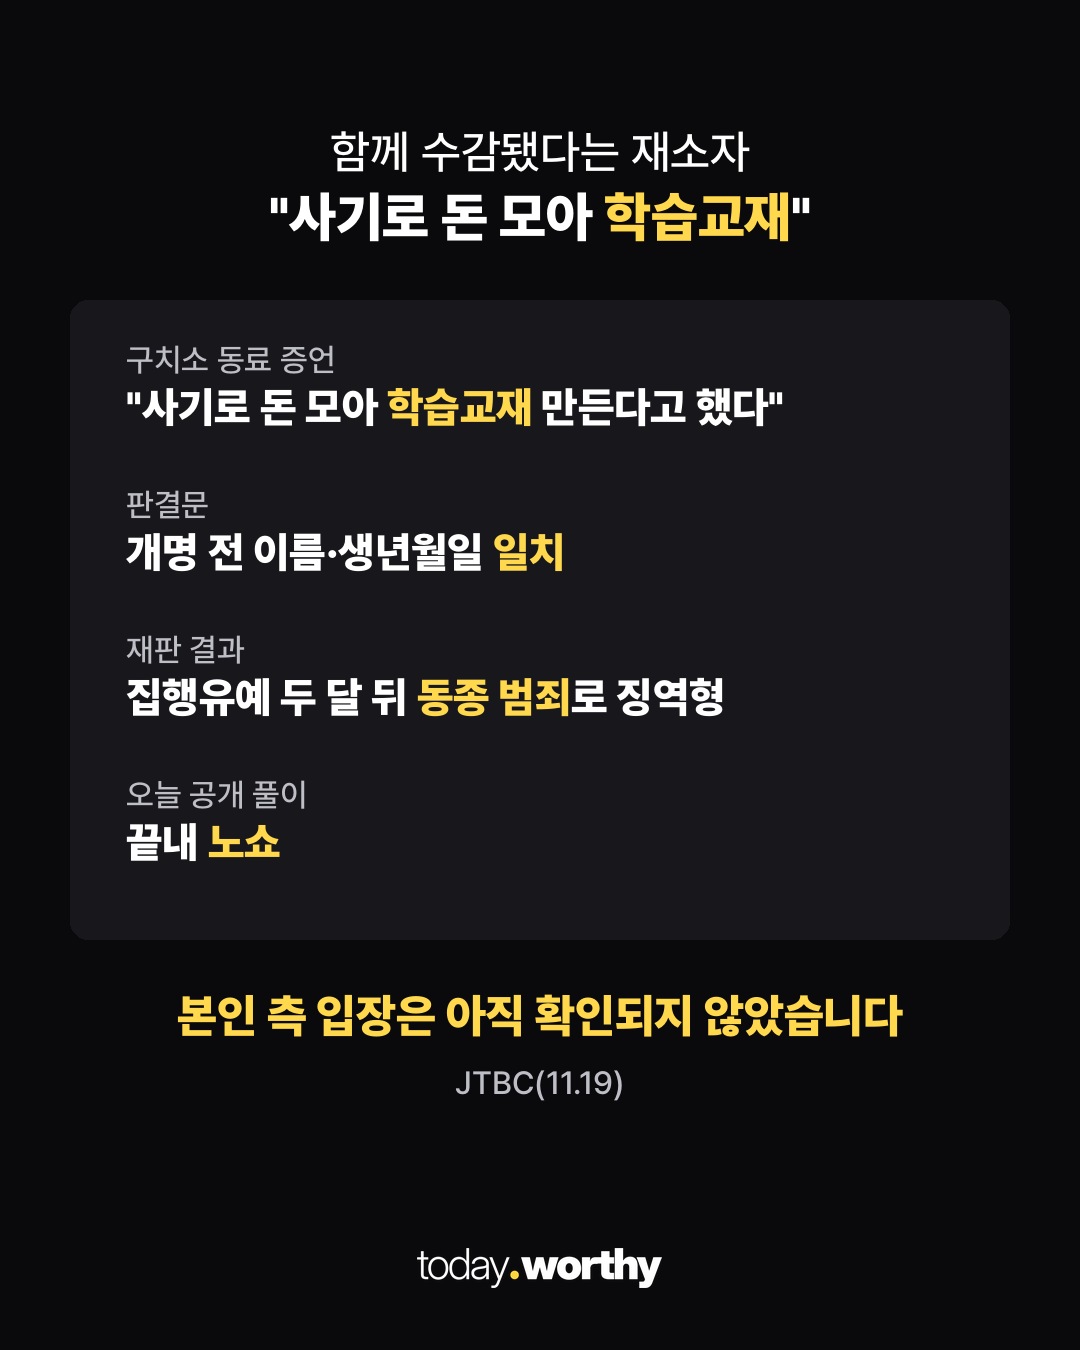 함께 수감됐다는 재소자
"사기로 돈 모아 학습교재"
구치소 동료 증언
"사기로 돈 모아 학습교재 만든다고 했다"
판결문
개명 전 이름·생년월일 일치
재판 결과
집행유예 두 달 뒤 동종 범죄로 징역형
오늘 공개 풀이
끝내 노쇼
본인 측 입장은 아직 확인되지 않았습니다
JTBC(11.19)
today.worthy